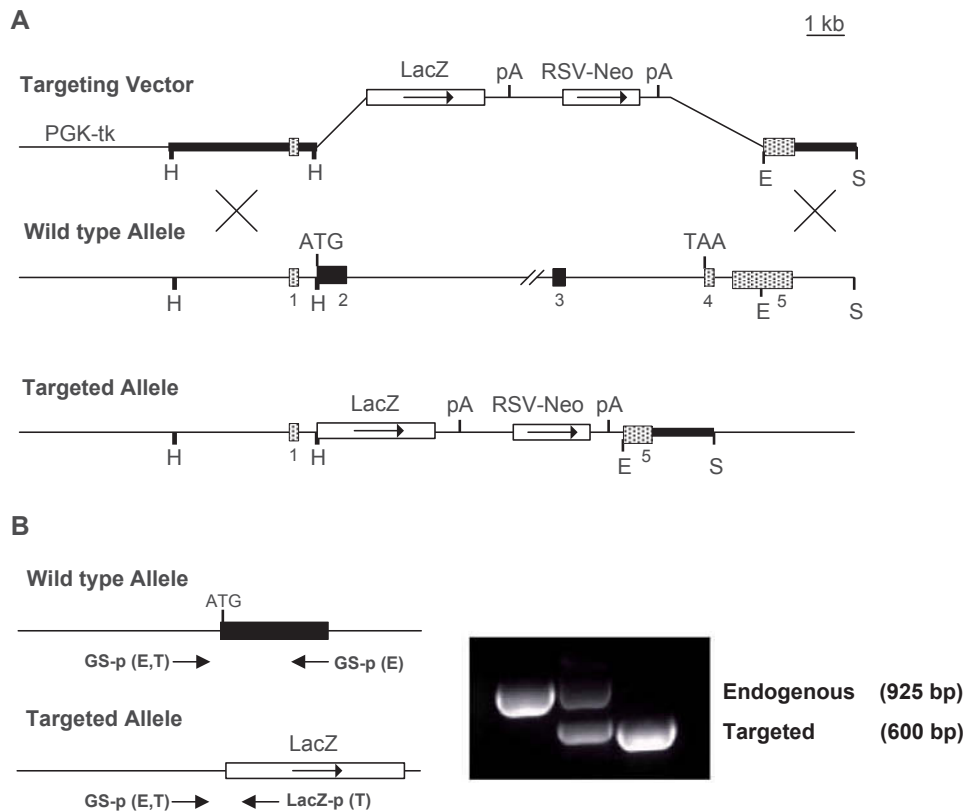 A
1 kb
LacZ pA RSV-Neo pA
Targeting Vector
PGK-tk
H H E S
Wild type Allele
ATG TAA
1 2 3 4 5
H H E S
Targeted Allele
LacZ pA RSV-Neo pA
1 5
H H E S
B
Wild type Allele
ATG
GS-p (E,T) GS-p (E)
Targeted Allele
LacZ
GS-p (E,T) LacZ-p (T)
Endogenous (925 bp)
Targeted (600 bp)